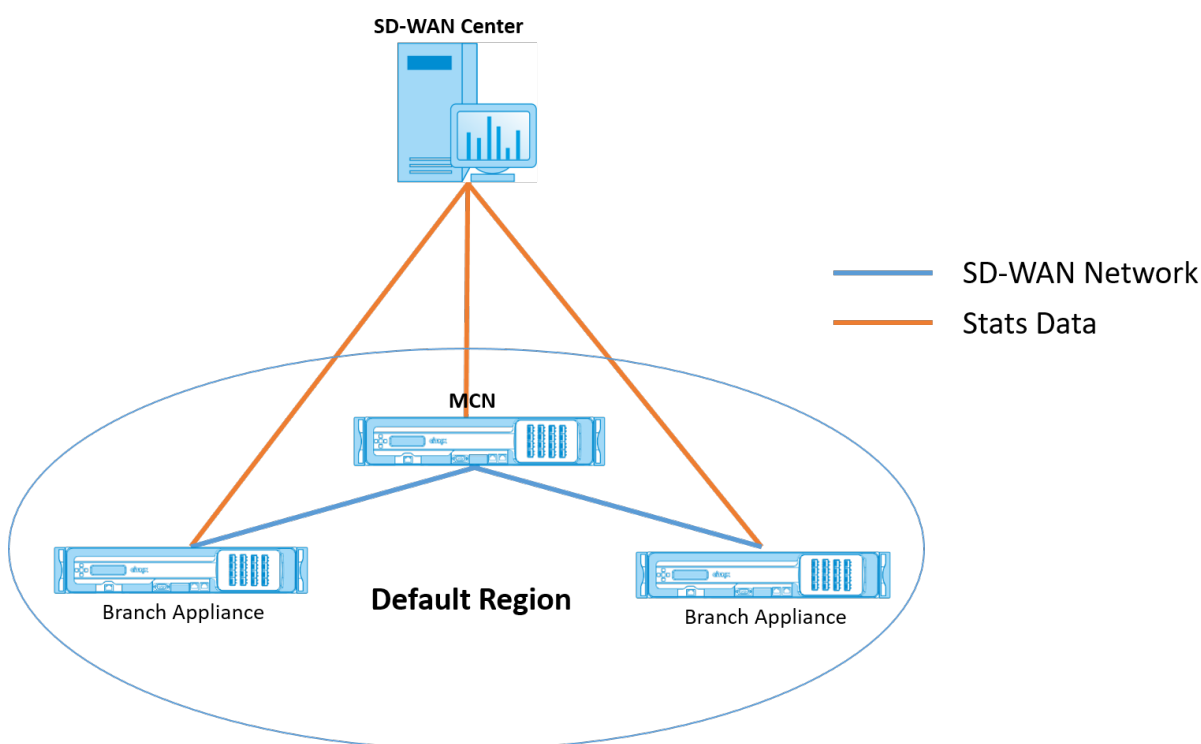 SD-WAN Center
SD-WAN Network
Stats Data
MCN
Branch Appliance
Default Region
Branch Appliance